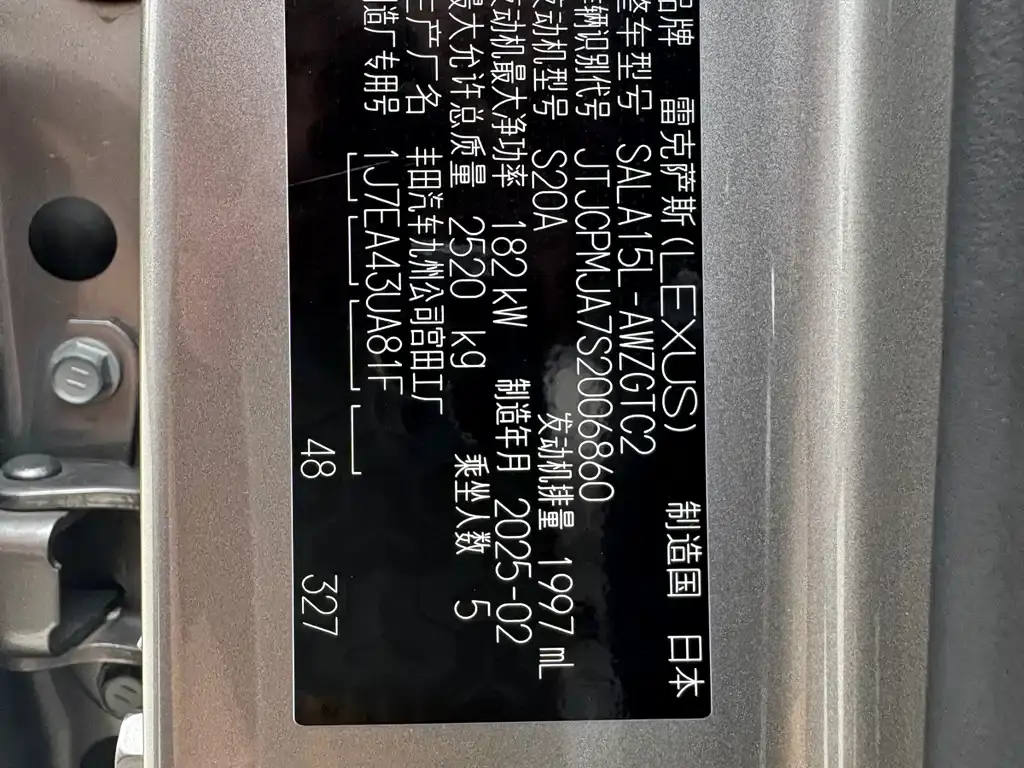 品牌 雷克萨斯(LEXUS) 制造国 日本
整车型号 SALA15L-AWZGTC2
车辆识别代号 JTJCPMJA7S2006860
发动机型号 S20A 发动机排量 1997 mL
发动机最大净功率 182 kW 制造年月 2025-02
最大允许总质量 2520 kg 乘坐人数 5
生产厂名 丰田汽车九州公司宫田工厂
制造厂专用号 1J7EA43UA81F
48 327